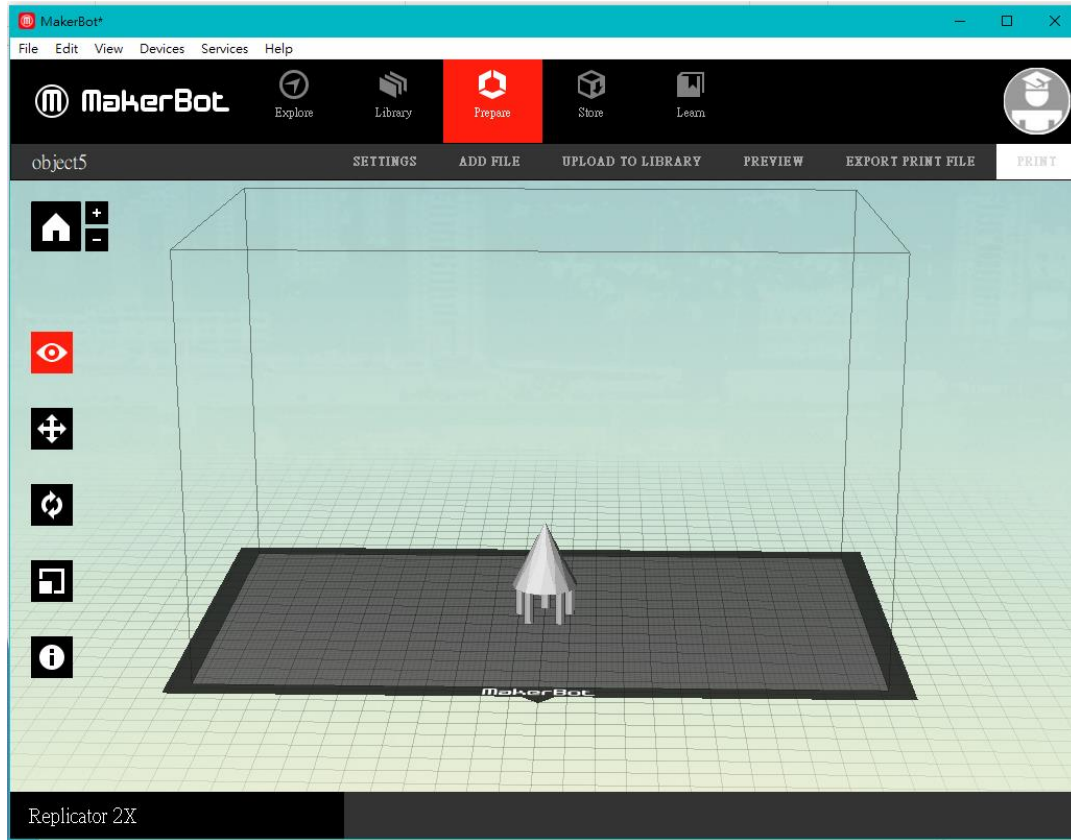 MakerBot*
File Edit View Devices Services Help
MakerBot Explore Library Prepare Store Learn
object5 SETTINGS ADD FILE UPLOAD TO LIBRARY PREVIEW EXPORT PRINT FILE PRINT
MakerBot
Replicator 2X